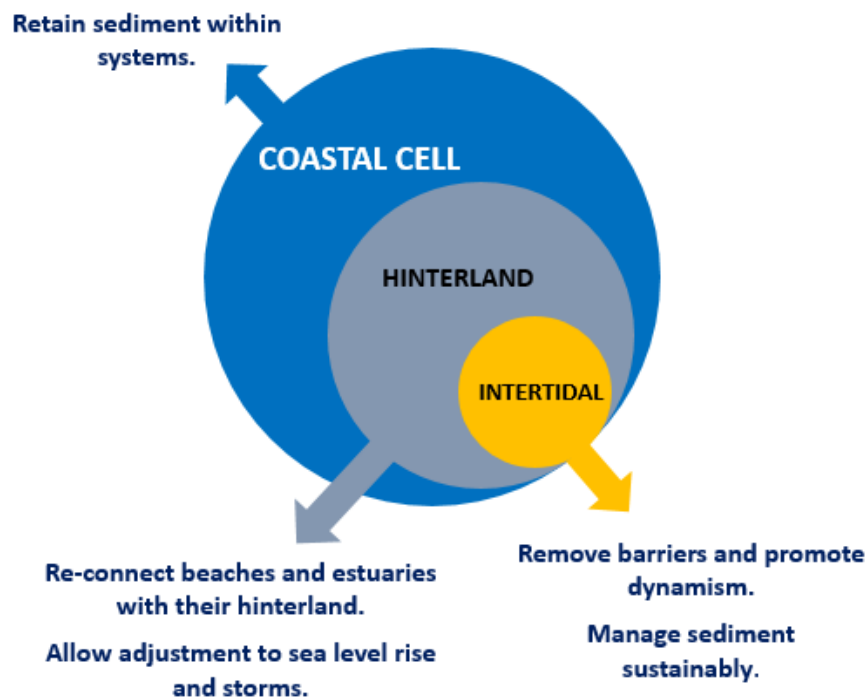 Retain sediment within
systems.
COASTAL CELL
HINTERLAND
INTERTIDAL
Re-connect beaches and estuaries
with their hinterland.
Allow adjustment to sea level rise
and storms.
Remove barriers and promote
dynamism.
Manage sediment
sustainably.